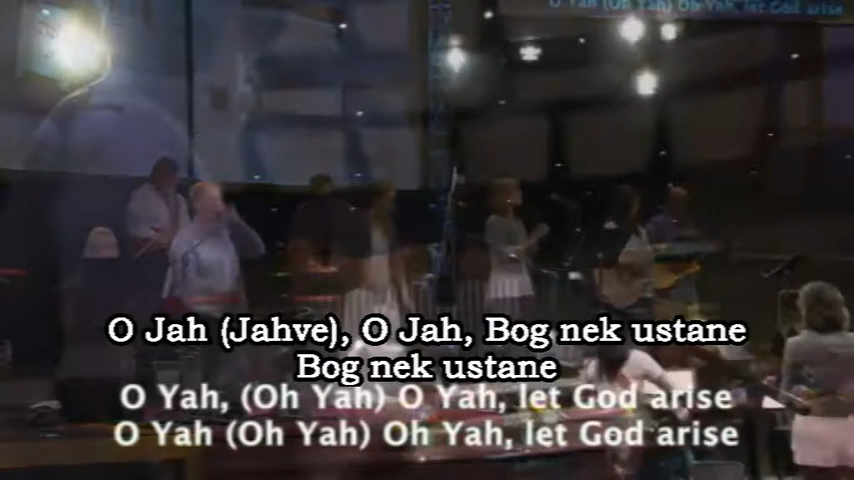 O Yah (Oh Yah) Oh Yah, let God arise
O Jah (Jahve), O Jah, Bog nek ustane
Bog nek ustane
O Yah, (Oh Yah) O Yah, let God arise
O Yah (Oh Yah) Oh Yah, let God arise